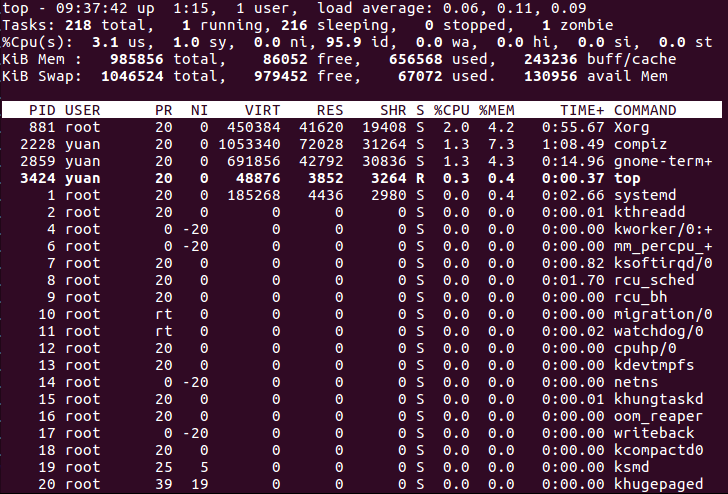 top - 09:37:42 up  1:15,  1 user,  load average: 0.06, 0.11, 0.09
Tasks: 218 total,   1 running, 216 sleeping,   0 stopped,   1 zombie
%Cpu(s):  3.1 us,  1.0 sy,  0.0 ni, 95.9 id,  0.0 wa,  0.0 hi,  0.0 si,  0.0 st
KiB Mem :   985856 total,    86052 free,   656568 used,   243236 buff/cache
KiB Swap:  1046524 total,   979452 free,    67072 used.   130956 avail Mem
PID USER      PR  NI    VIRT    RES    SHR S %CPU %MEM     TIME+ COMMAND
881 root      20   0  450384  41620  19408 S  2.0  4.2   0:55.67 Xorg
2228 yuan      20   0 1053340  72028  31264 S  1.3  7.3   1:08.49 compiz
2859 yuan      20   0  691856  42792  30836 S  1.3  4.3   0:14.96 gnome-term+
3424 yuan      20   0   48876   3852   3264 R  0.3  0.4   0:00.37 top
1 root      20   0  185268   4436   2980 S  0.0  0.4   0:02.66 systemd
2 root      20   0       0      0      0 S  0.0  0.0   0:00.01 kthreadd
4 root       0 -20       0      0      0 S  0.0  0.0   0:00.00 kworker/0:+
6 root       0 -20       0      0      0 S  0.0  0.0   0:00.00 mm_percpu_+
7 root      20   0       0      0      0 S  0.0  0.0   0:00.82 ksoftirqd/0
8 root      20   0       0      0      0 S  0.0  0.0   0:01.70 rcu_sched
9 root      20   0       0      0      0 S  0.0  0.0   0:00.00 rcu_bh
10 root      rt   0       0      0      0 S  0.0  0.0   0:00.00 migration/0
11 root      rt   0       0      0      0 S  0.0  0.0   0:00.02 watchdog/0
12 root      20   0       0      0      0 S  0.0  0.0   0:00.00 cpuhp/0
13 root      20   0       0      0      0 S  0.0  0.0   0:00.00 kdevtmpfs
14 root       0 -20       0      0      0 S  0.0  0.0   0:00.00 netns
15 root      20   0       0      0      0 S  0.0  0.0   0:00.01 khungtaskd
16 root      20   0       0      0      0 S  0.0  0.0   0:00.00 oom_reaper
17 root       0 -20       0      0      0 S  0.0  0.0   0:00.00 writeback
18 root      20   0       0      0      0 S  0.0  0.0   0:00.00 kcompactd0
19 root      25   5       0      0      0 S  0.0  0.0   0:00.00 ksmd
20 root      39  19       0      0      0 S  0.0  0.0   0:00.00 khugepaged